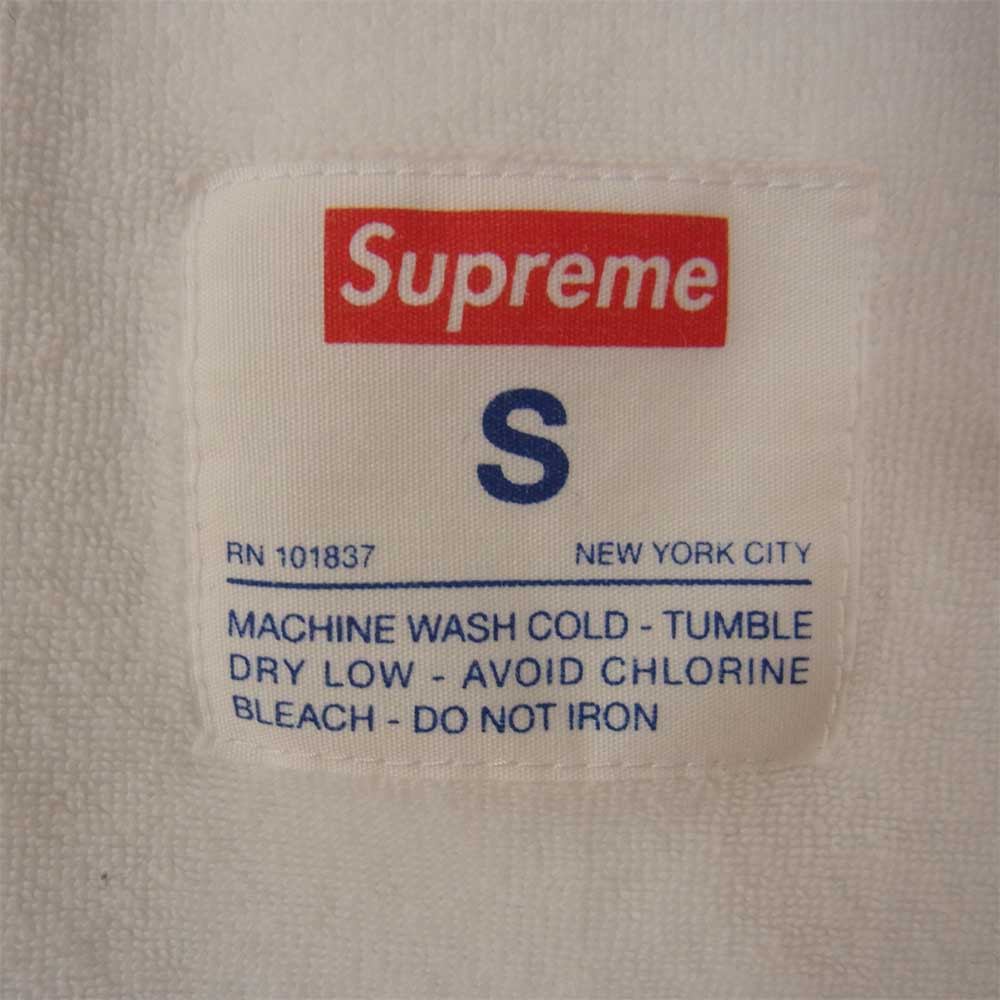 Supreme
S
RN 101837 NEW YORK CITY
MACHINE WASH COLD - TUMBLE
DRY LOW - AVOID CHLORINE
BLEACH - DO NOT IRON